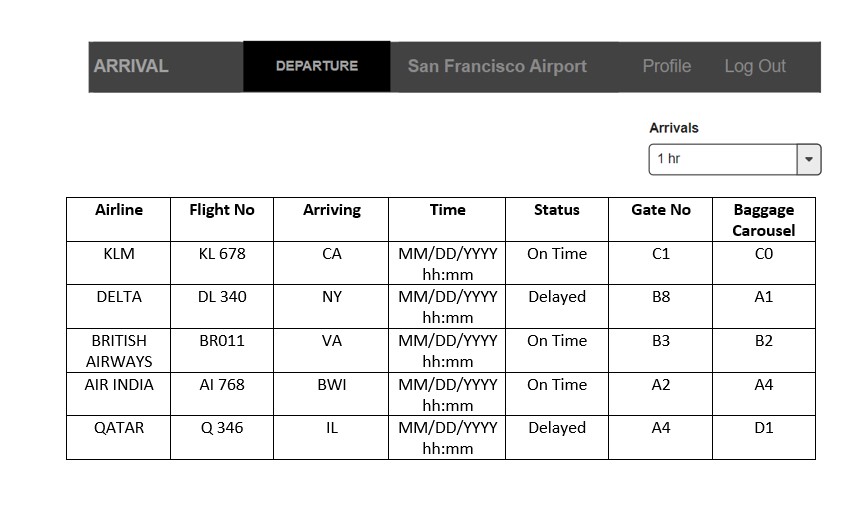 ARRIVAL DEPARTURE San Francisco Airport Profile Log Out
Arrivals
1 hr
Airline Flight No Arriving Time Status Gate No Baggage Carousel
KLM KL 678 CA MM/DD/YYYY hh:mm On Time C1 C0
DELTA DL 340 NY MM/DD/YYYY hh:mm Delayed B8 A1
BRITISH AIRWAYS BR011 VA MM/DD/YYYY hh:mm On Time B3 B2
AIR INDIA AI 768 BWI MM/DD/YYYY hh:mm On Time A2 A4
QATAR Q 346 IL MM/DD/YYYY hh:mm Delayed A4 D1